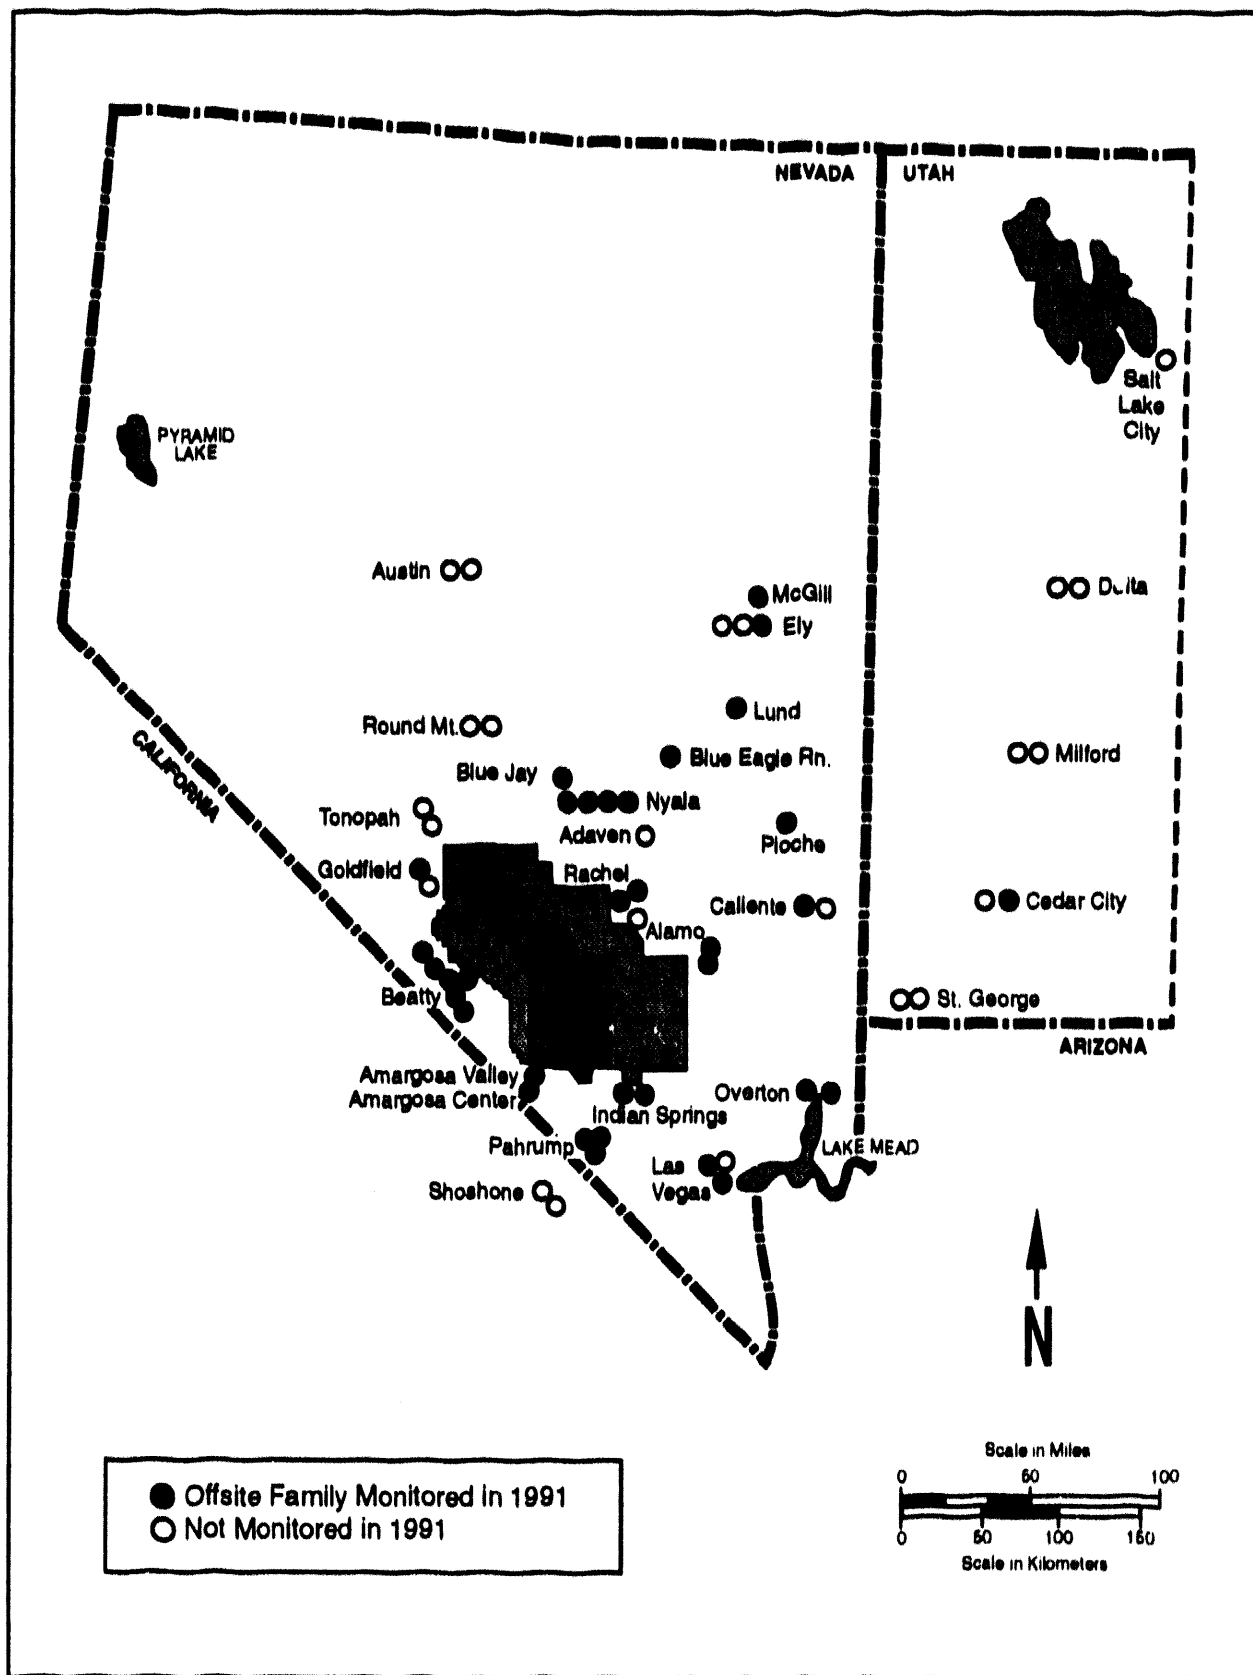 NEVADA
UTAH
Salt
Lake
City
PYRAMID
LAKE
Austin
McGill
Ely
Delta
Lund
Round Mt.
Blue Eagle Rn.
Milford
CALIFORNIA
Blue Jay
Nyala
Tonopah
Adaven
Pioche
Goldfield
Rachel
Caliente
Cedar City
Alamo
Beatty
St. George
ARIZONA
Amargosa Valley
Amargosa Center
Overton
Indian Springs
Pahrump
LAKE MEAD
Las
Vegas
Shoshone
N
Offsite Family Monitored in 1991
Not Monitored in 1991
Scale in Miles
0 50 100
0 50 100 150
Scale in Kilometers